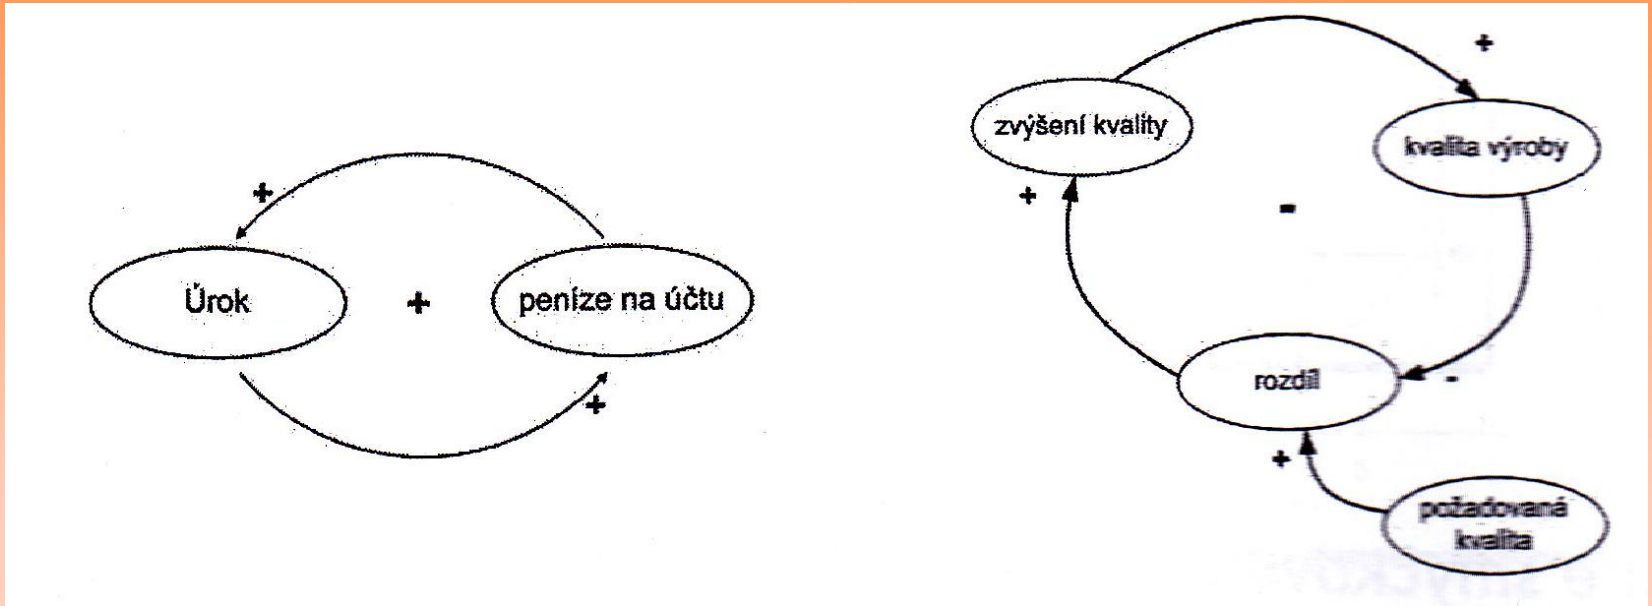 +
Úrok
+
peníze na účtu
+
+
zvýšení kvality
kvalita výroby
+
-
rozdíl
-
+
požadovaná
kvalita